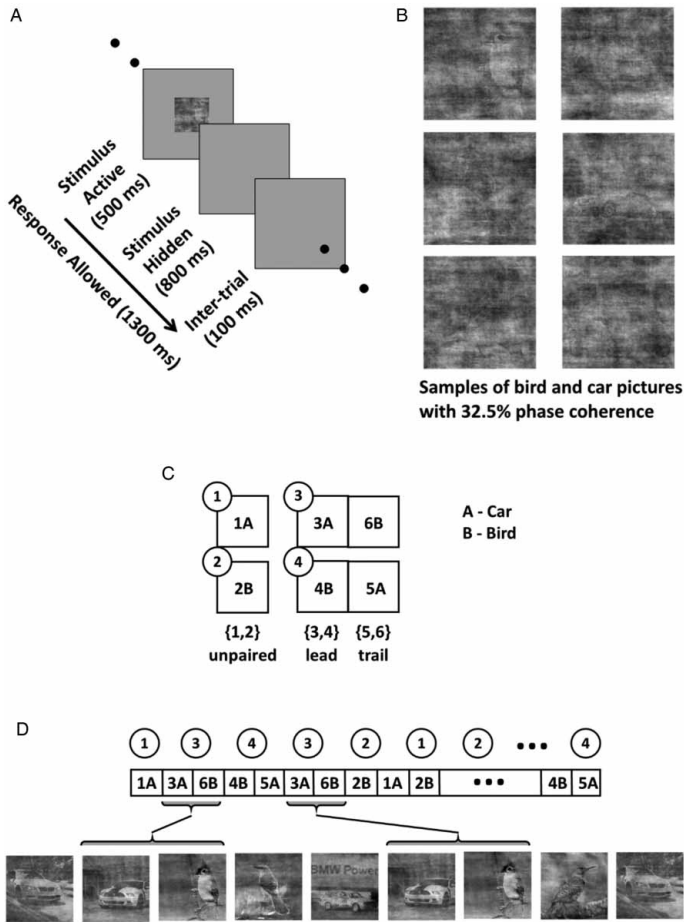 A
B
Stimulus
Active
(500 ms)
Stimulus
Hidden
(800 ms)
Inter-trial
(100 ms)
Response Allowed (1300 ms)
Samples of bird and car pictures
with 32.5% phase coherence
C
1 3
1A 3A 6B
A - Car
B - Bird
2 4
2B 4B 5A
{1,2} {3,4} {5,6}
unpaired lead trail
D
1 3 4 3 2 1 2 ••• 4
1A 3A 6B 4B 5A 3A 6B 2B 1A 2B ••• 4B 5A
BMW Power